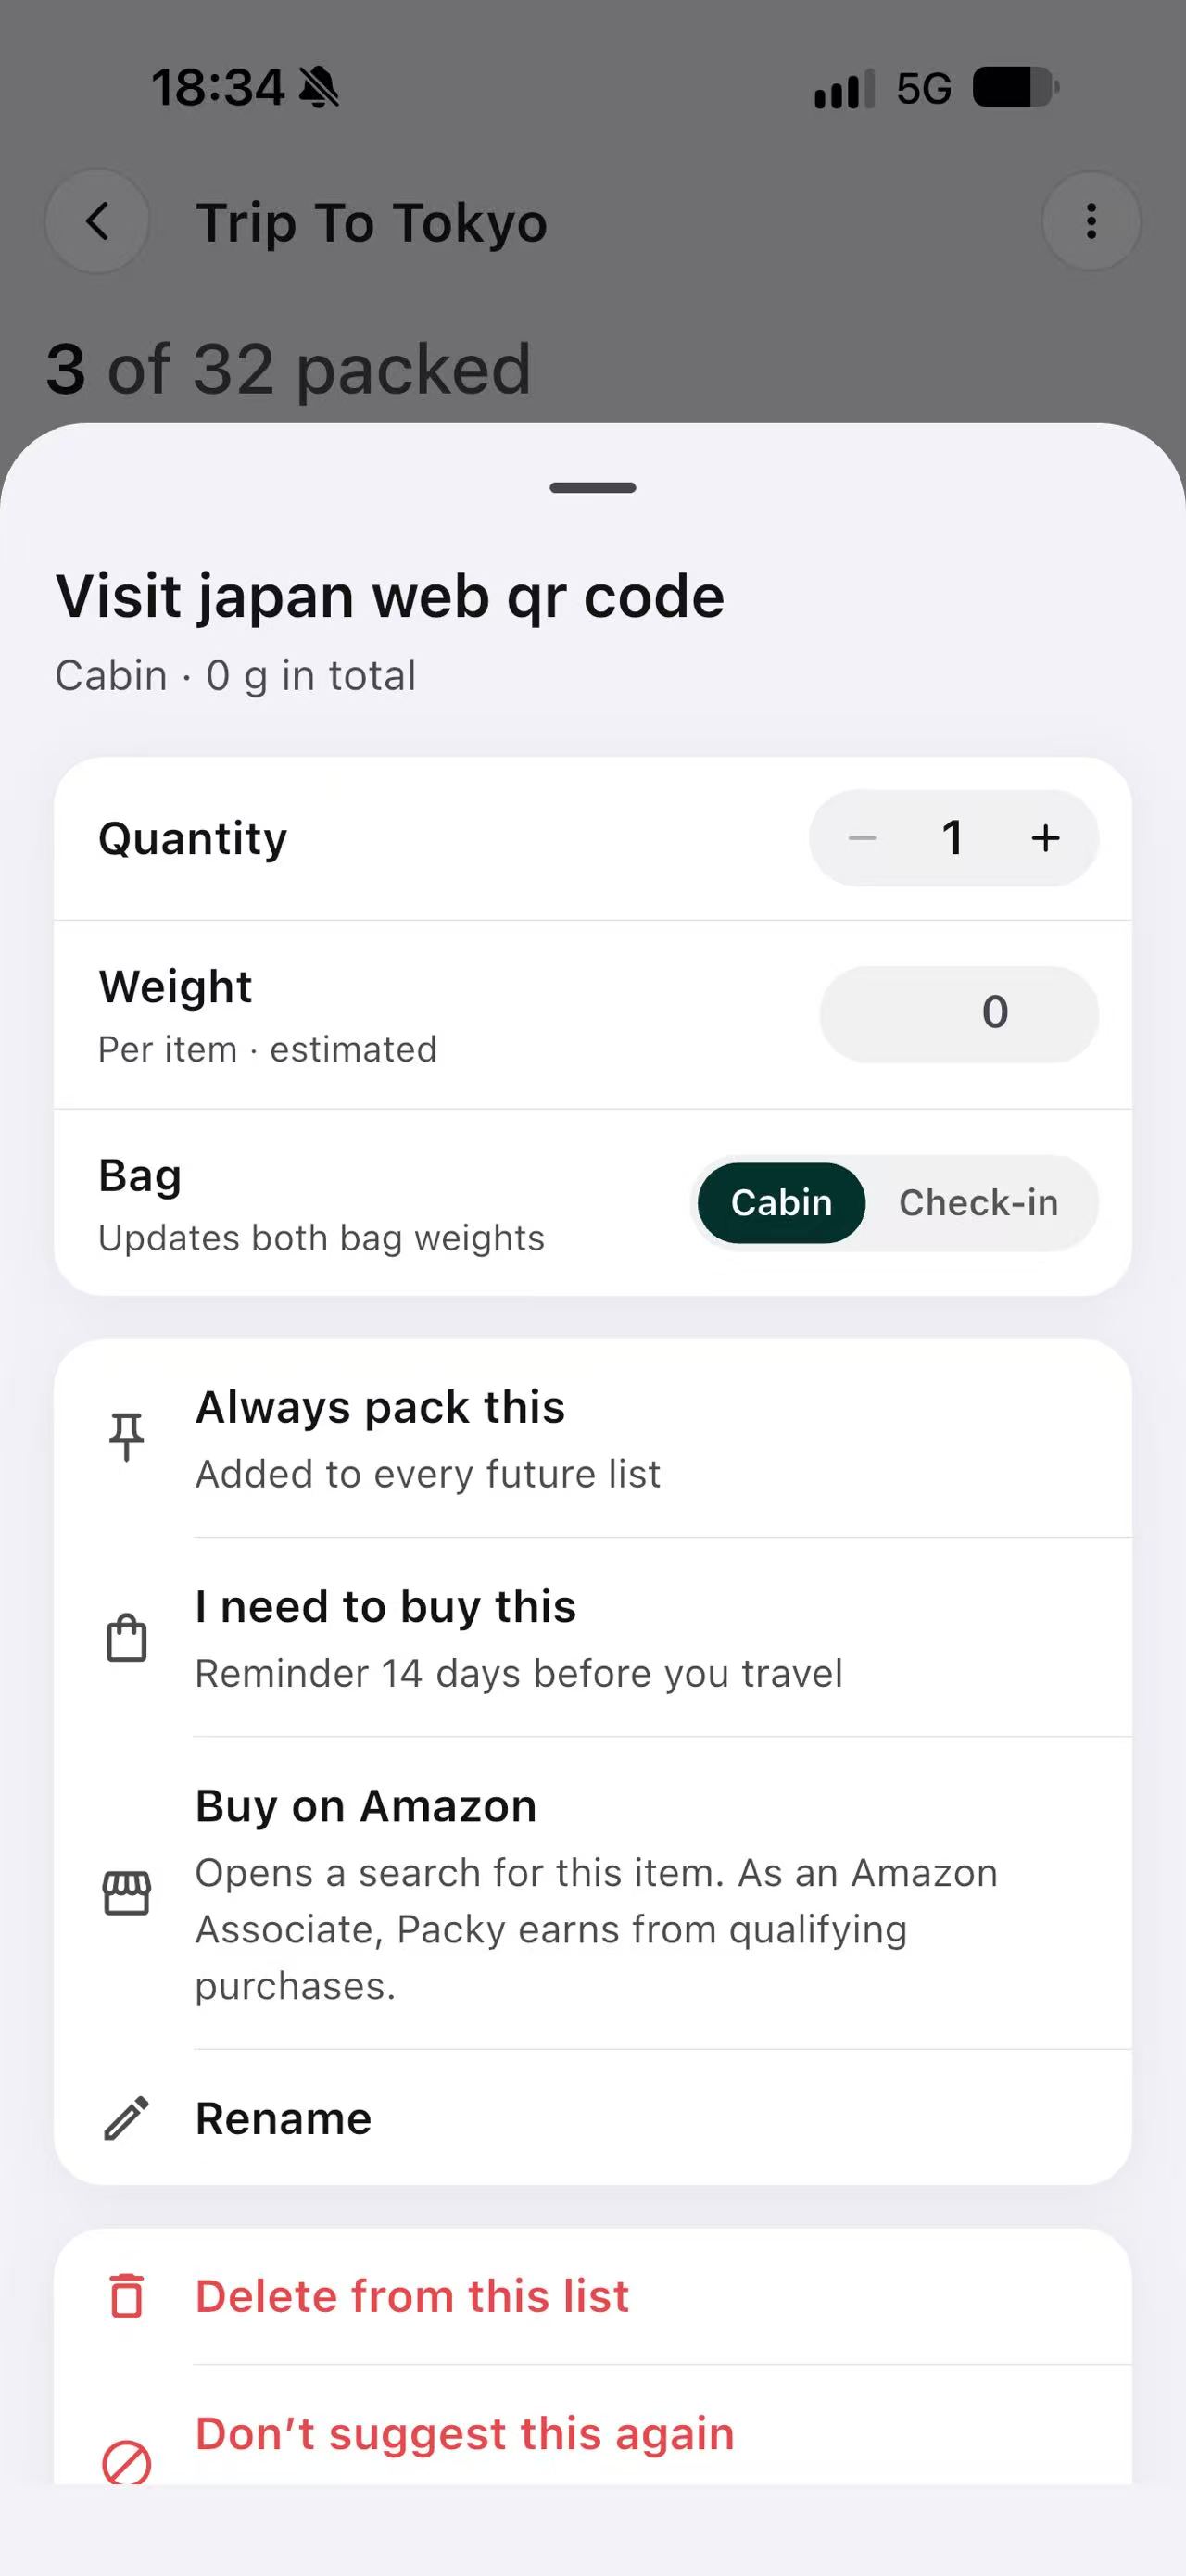 18:34
5G
Trip To Tokyo
3 of 32 packed
Visit japan web qr code
Cabin · 0 g in total
Quantity
− 1 +
Weight
Per item · estimated
0
Bag
Updates both bag weights
Cabin
Check-in
Always pack this
Added to every future list
I need to buy this
Reminder 14 days before you travel
Buy on Amazon
Opens a search for this item. As an Amazon
Associate, Packy earns from qualifying
purchases.
Rename
Delete from this list
Don’t suggest this again